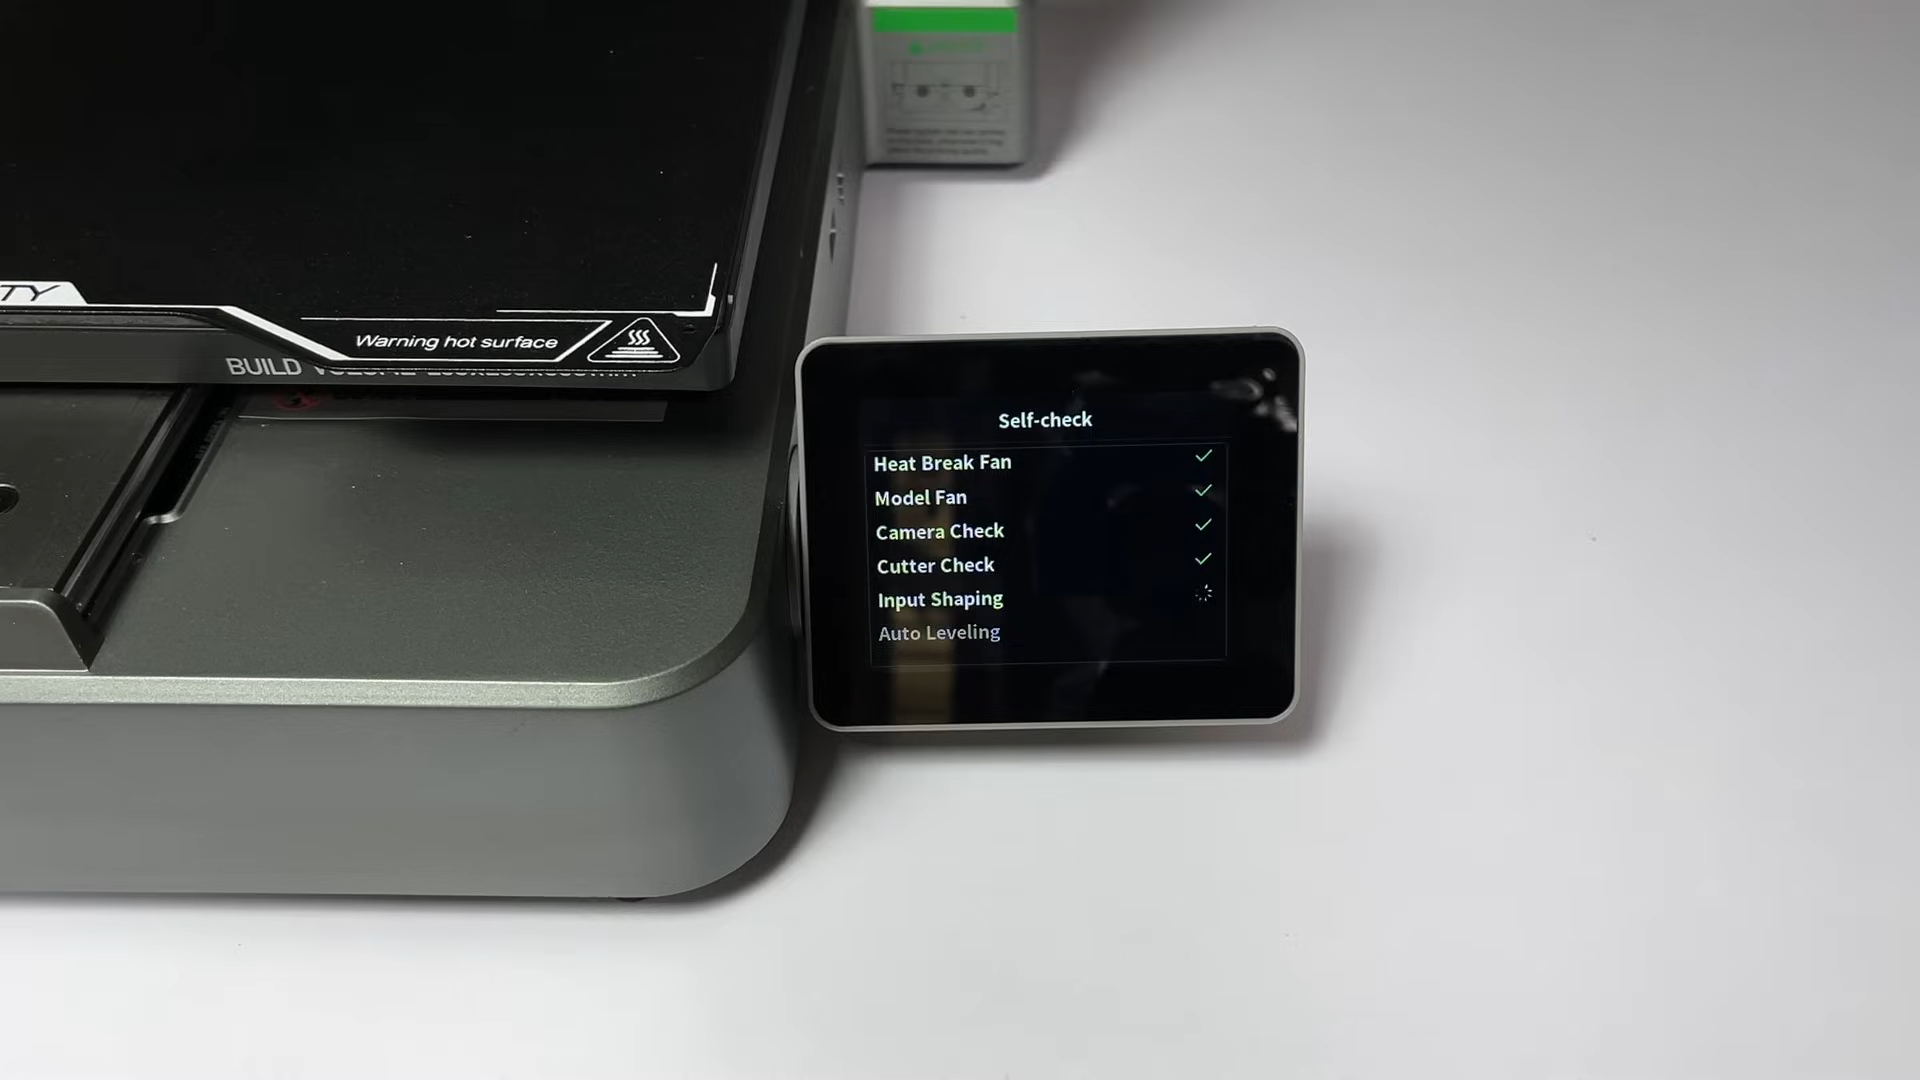 TY
Warning hot surface
BUILD
Self-check
Heat Break Fan
Model Fan
Camera Check
Cutter Check
Input Shaping
Auto Leveling